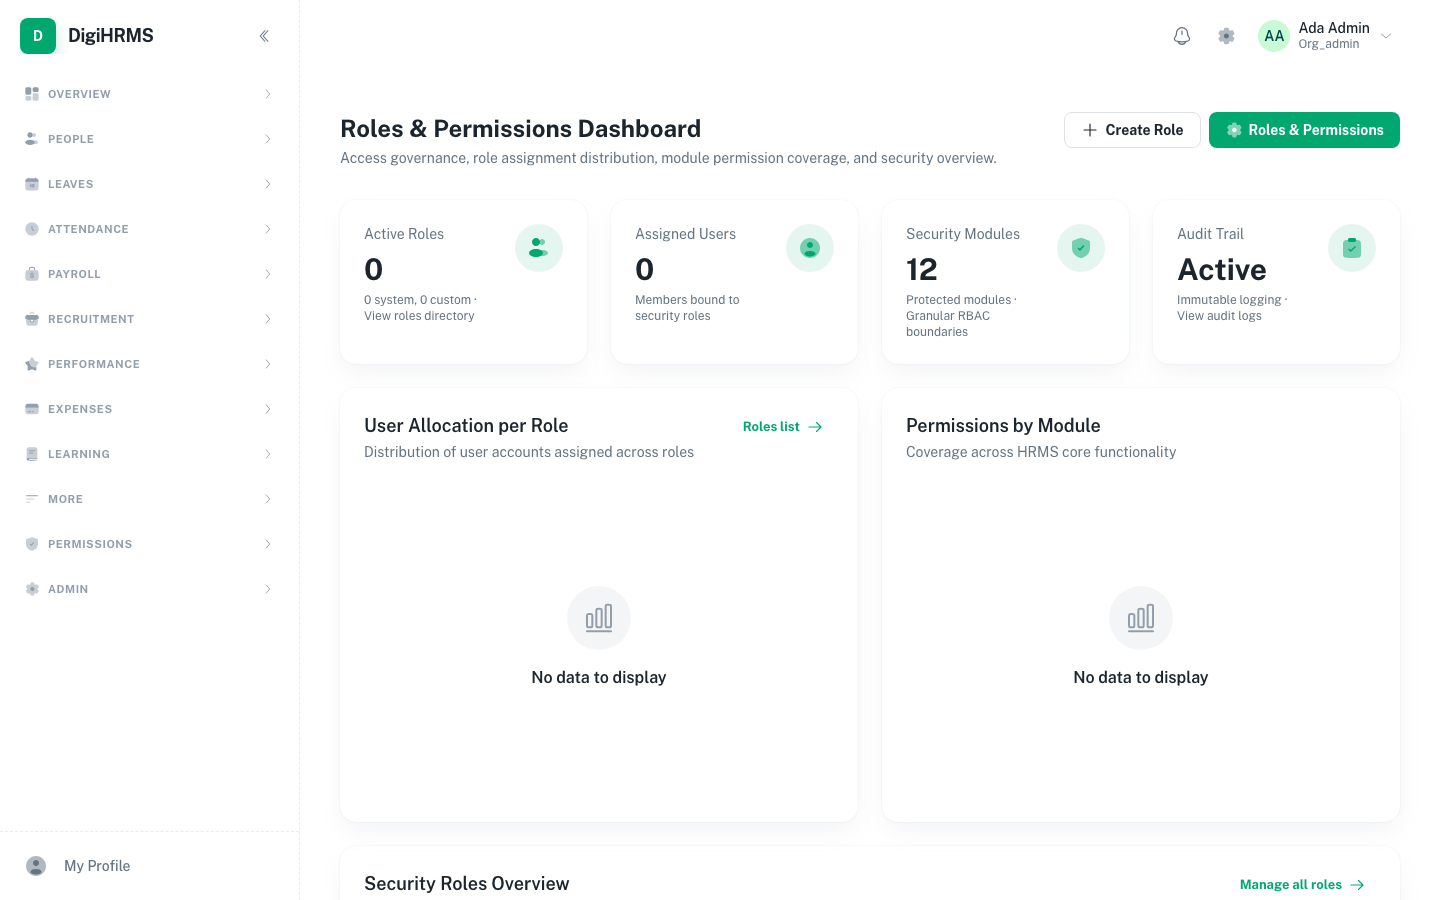 D
DigiHRMS
OVERVIEW
PEOPLE
LEAVES
ATTENDANCE
PAYROLL
RECRUITMENT
PERFORMANCE
EXPENSES
LEARNING
MORE
PERMISSIONS
ADMIN
My Profile
AA
Ada Admin
Org_admin
Roles & Permissions Dashboard
Access governance, role assignment distribution, module permission coverage, and security overview.
Create Role
Roles & Permissions
Active Roles
0
0 system, 0 custom ·
View roles directory
Assigned Users
0
Members bound to
security roles
Security Modules
12
Protected modules ·
Granular RBAC
boundaries
Audit Trail
Active
Immutable logging ·
View audit logs
User Allocation per Role
Roles list
Distribution of user accounts assigned across roles
No data to display
Permissions by Module
Coverage across HRMS core functionality
No data to display
Security Roles Overview
Manage all roles